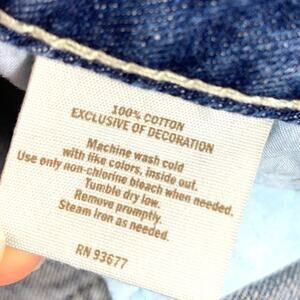 100% COTTON
EXCLUSIVE OF DECORATION
Machine wash cold
with like colors, inside out.
Use only non-chlorine bleach when needed.
Tumble dry low.
Remove promptly.
Steam Iron as needed.
RN 93677